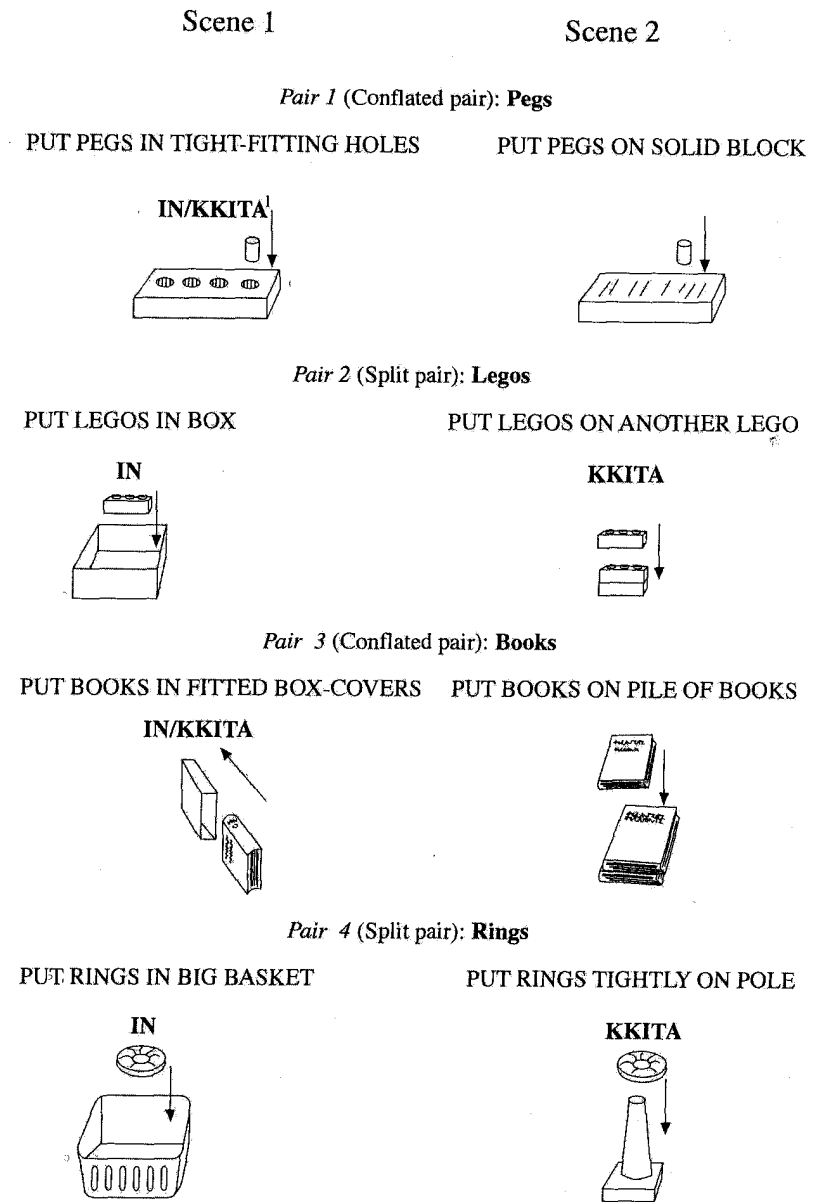 Scene 1
Scene 2
Pair 1 (Conflated pair): Pegs
PUT PEGS IN TIGHT-FITTING HOLES
PUT PEGS ON SOLID BLOCK
IN/KKITA¹
Pair 2 (Split pair): Legos
PUT LEGOS IN BOX
PUT LEGOS ON ANOTHER LEGO
IN
KKITA
Pair 3 (Conflated pair): Books
PUT BOOKS IN FITTED BOX-COVERS
PUT BOOKS ON PILE OF BOOKS
IN/KKITA
Pair 4 (Split pair): Rings
PUT RINGS IN BIG BASKET
PUT RINGS TIGHTLY ON POLE
IN
KKITA